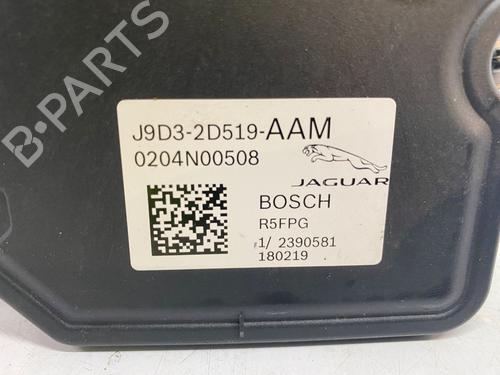 J9D3-2D519-AAM
0204N00508
JAGUAR
BOSCH
R5FPG
1/ 2390581
180219
B-PARTS